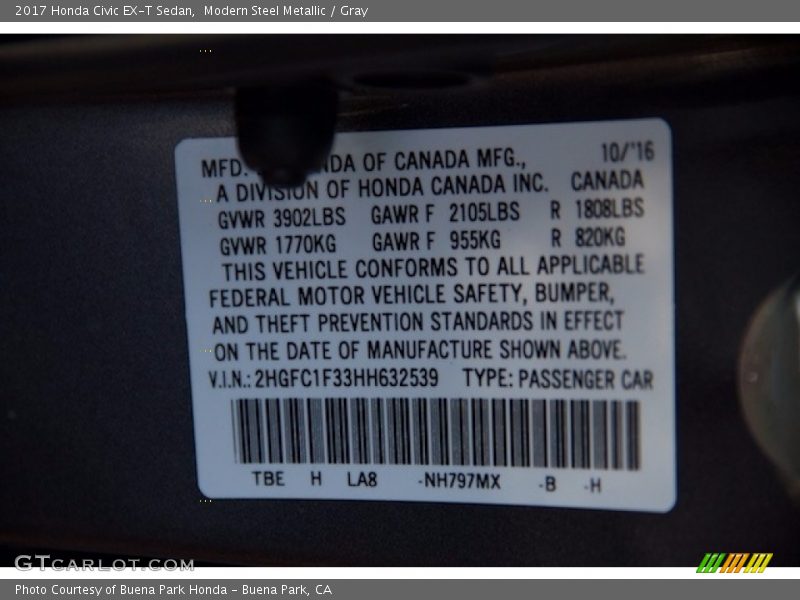 2017 Honda Civic EX-T Sedan, Modern Steel Metallic / Gray
MFD. NDA OF CANADA MFG., 10/'16
A DIVISION OF HONDA CANADA INC. CANADA
GVWR 3902LBS GAWR F 2105LBS R 1808LBS
GVWR 1770KG GAWR F 955KG R 820KG
THIS VEHICLE CONFORMS TO ALL APPLICABLE
FEDERAL MOTOR VEHICLE SAFETY, BUMPER,
AND THEFT PREVENTION STANDARDS IN EFFECT
ON THE DATE OF MANUFACTURE SHOWN ABOVE.
V.I.N.: 2HGFC1F33HH632539 TYPE: PASSENGER CAR
TBE H LA8 -NH797MX -B -H
GTCARLOT.COM
Photo Courtesy of Buena Park Honda – Buena Park, CA